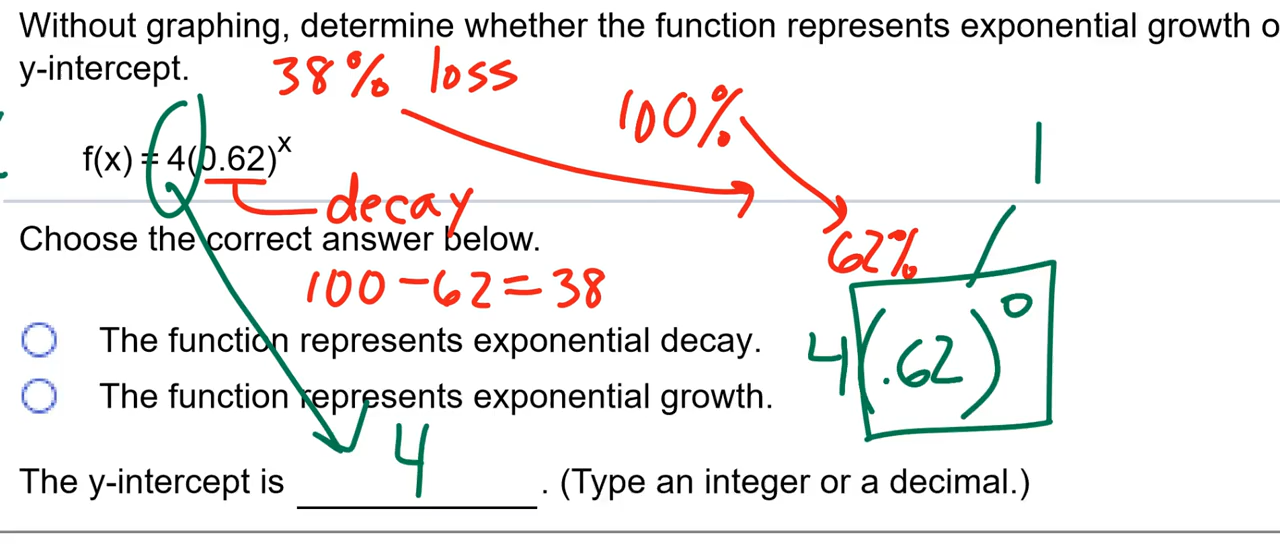 Without graphing, determine whether the function represents exponential growth o
y-intercept.
38% loss
100%
f(x) = 4(0.62)^x
1
decay
Choose the correct answer below.
62%
100-62=38
The function represents exponential decay.
4(.62)^0
The function represents exponential growth.
4
The y-intercept is ________. (Type an integer or a decimal.)